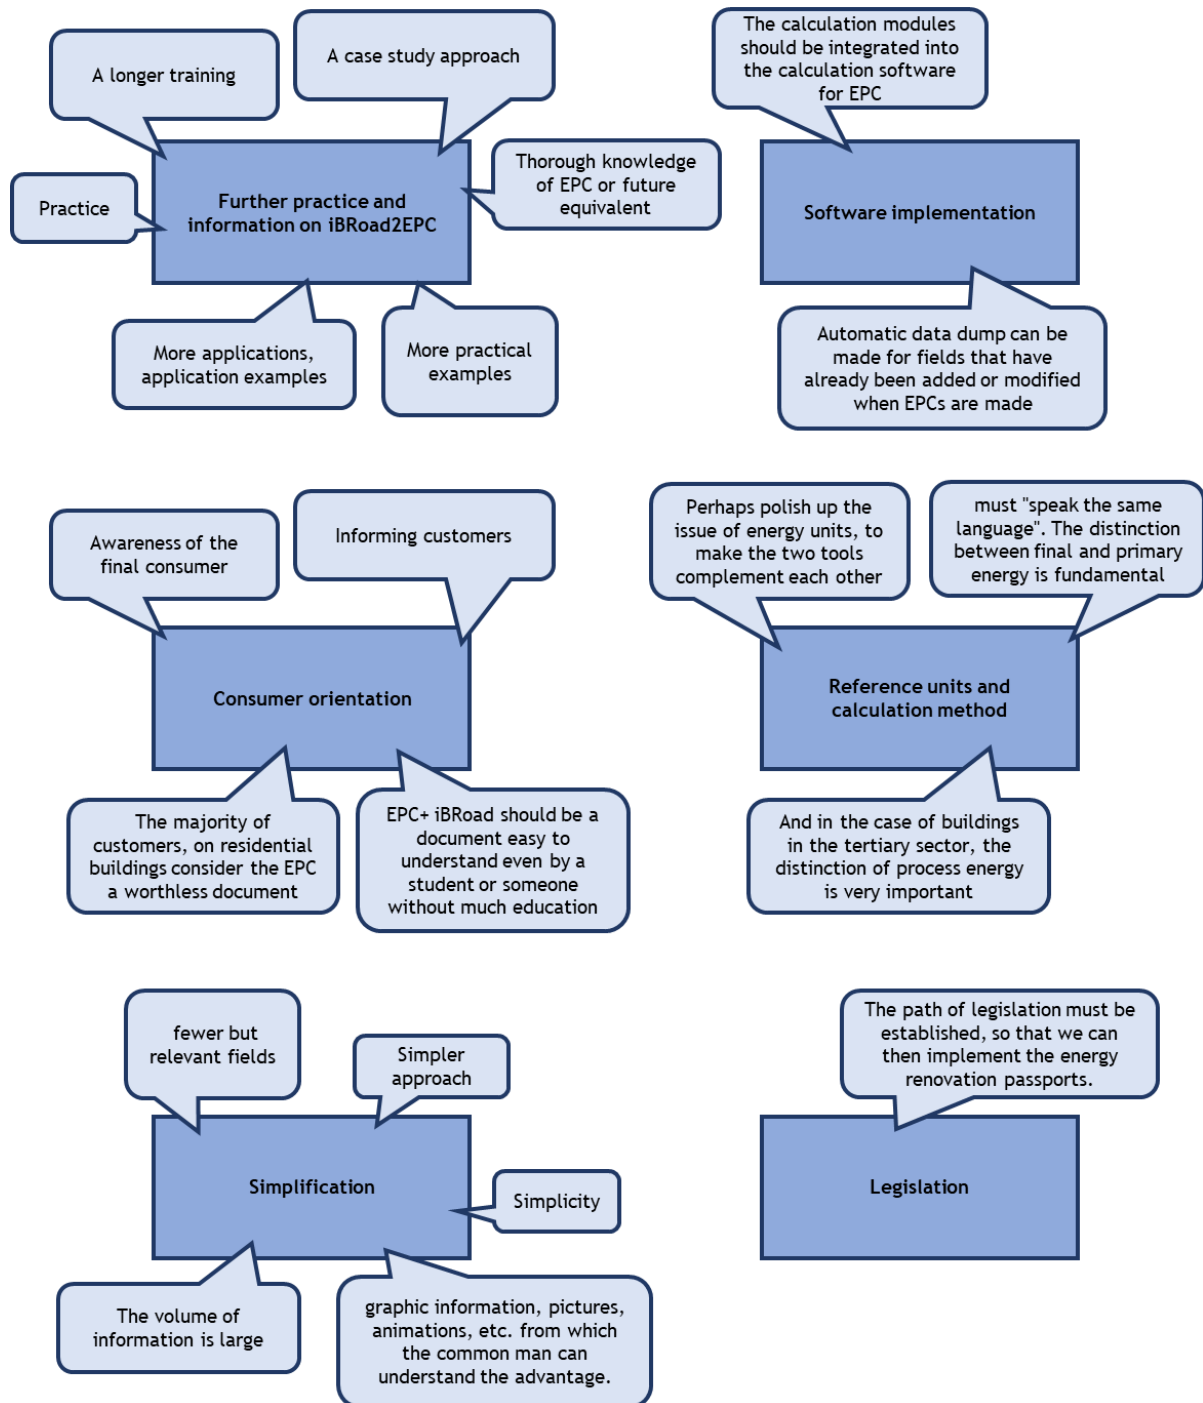 A longer training
A case study approach
Practice
Further practice and
information on iBRoad2EPC
Thorough knowledge
of EPC or future
equivalent
More applications,
application examples
More practical
examples
The calculation modules
should be integrated into
the calculation software
for EPC
Software implementation
Automatic data dump can be
made for fields that have
already been added or modified
when EPCs are made
Awareness of the
final consumer
Informing customers
Consumer orientation
The majority of
customers, on residential
buildings consider the EPC
a worthless document
EPC+ iBRoad should be a
document easy to
understand even by a
student or someone
without much education
Perhaps polish up the
issue of energy units, to
make the two tools
complement each other
must "speak the same
language". The distinction
between final and primary
energy is fundamental
Reference units and
calculation method
And in the case of buildings
in the tertiary sector, the
distinction of process energy
is very important
fewer but
relevant fields
Simpler
approach
Simplification
Simplicity
The volume of
information is large
graphic information, pictures,
animations, etc. from which
the common man can
understand the advantage.
The path of legislation must be
established, so that we can
then implement the energy
renovation passports.
Legislation